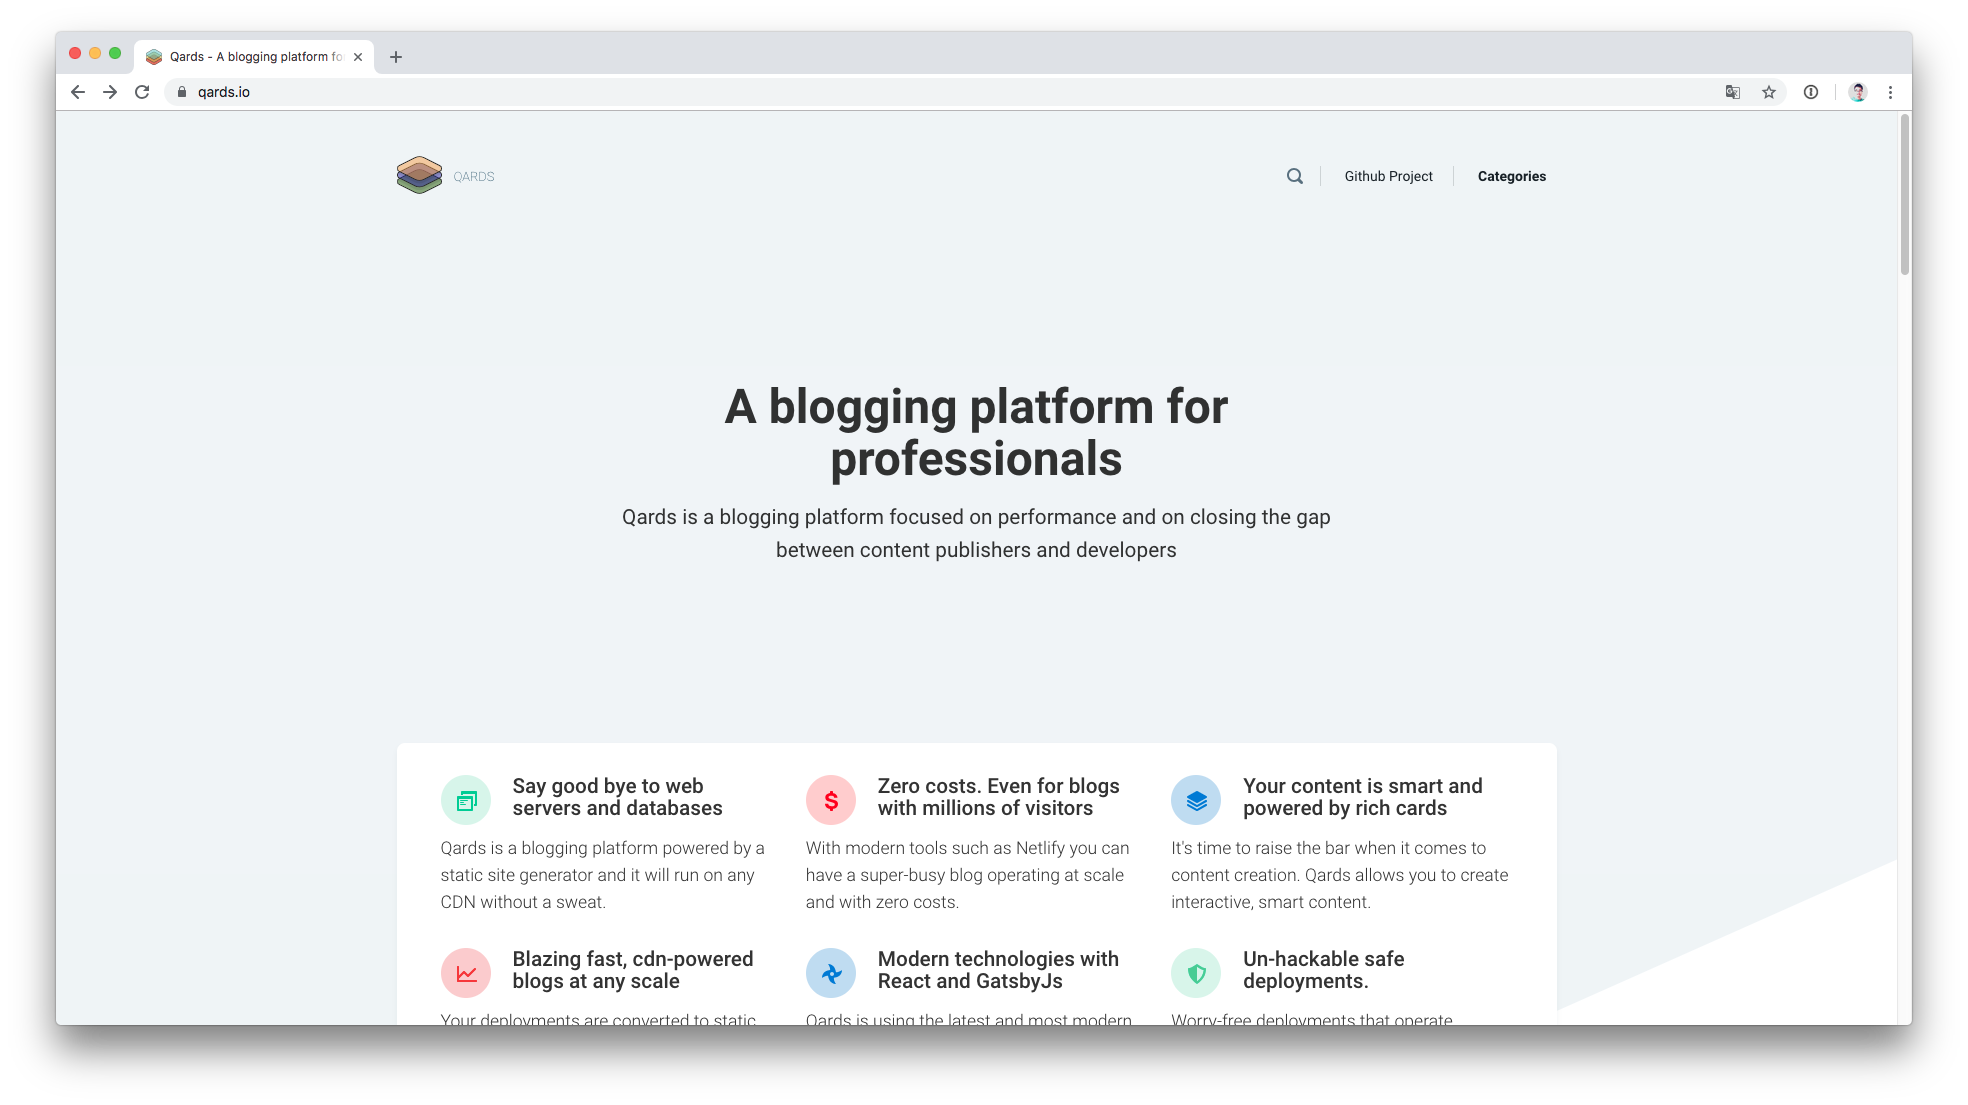 Qards - A blogging platform fo
qards.io
QARDS
Github Project
Categories
A blogging platform for
professionals
Qards is a blogging platform focused on performance and on closing the gap
between content publishers and developers
Say good bye to web
servers and databases
Qards is a blogging platform powered by a
static site generator and it will run on any
CDN without a sweat.
Zero costs. Even for blogs
with millions of visitors
With modern tools such as Netlify you can
have a super-busy blog operating at scale
and with zero costs.
Your content is smart and
powered by rich cards
It's time to raise the bar when it comes to
content creation. Qards allows you to create
interactive, smart content.
Blazing fast, cdn-powered
blogs at any scale
Your deployments are converted to static
Modern technologies with
React and GatsbyJs
Qards is using the latest and most modern
Un-hackable safe
deployments.
Worry-free deployments that operate